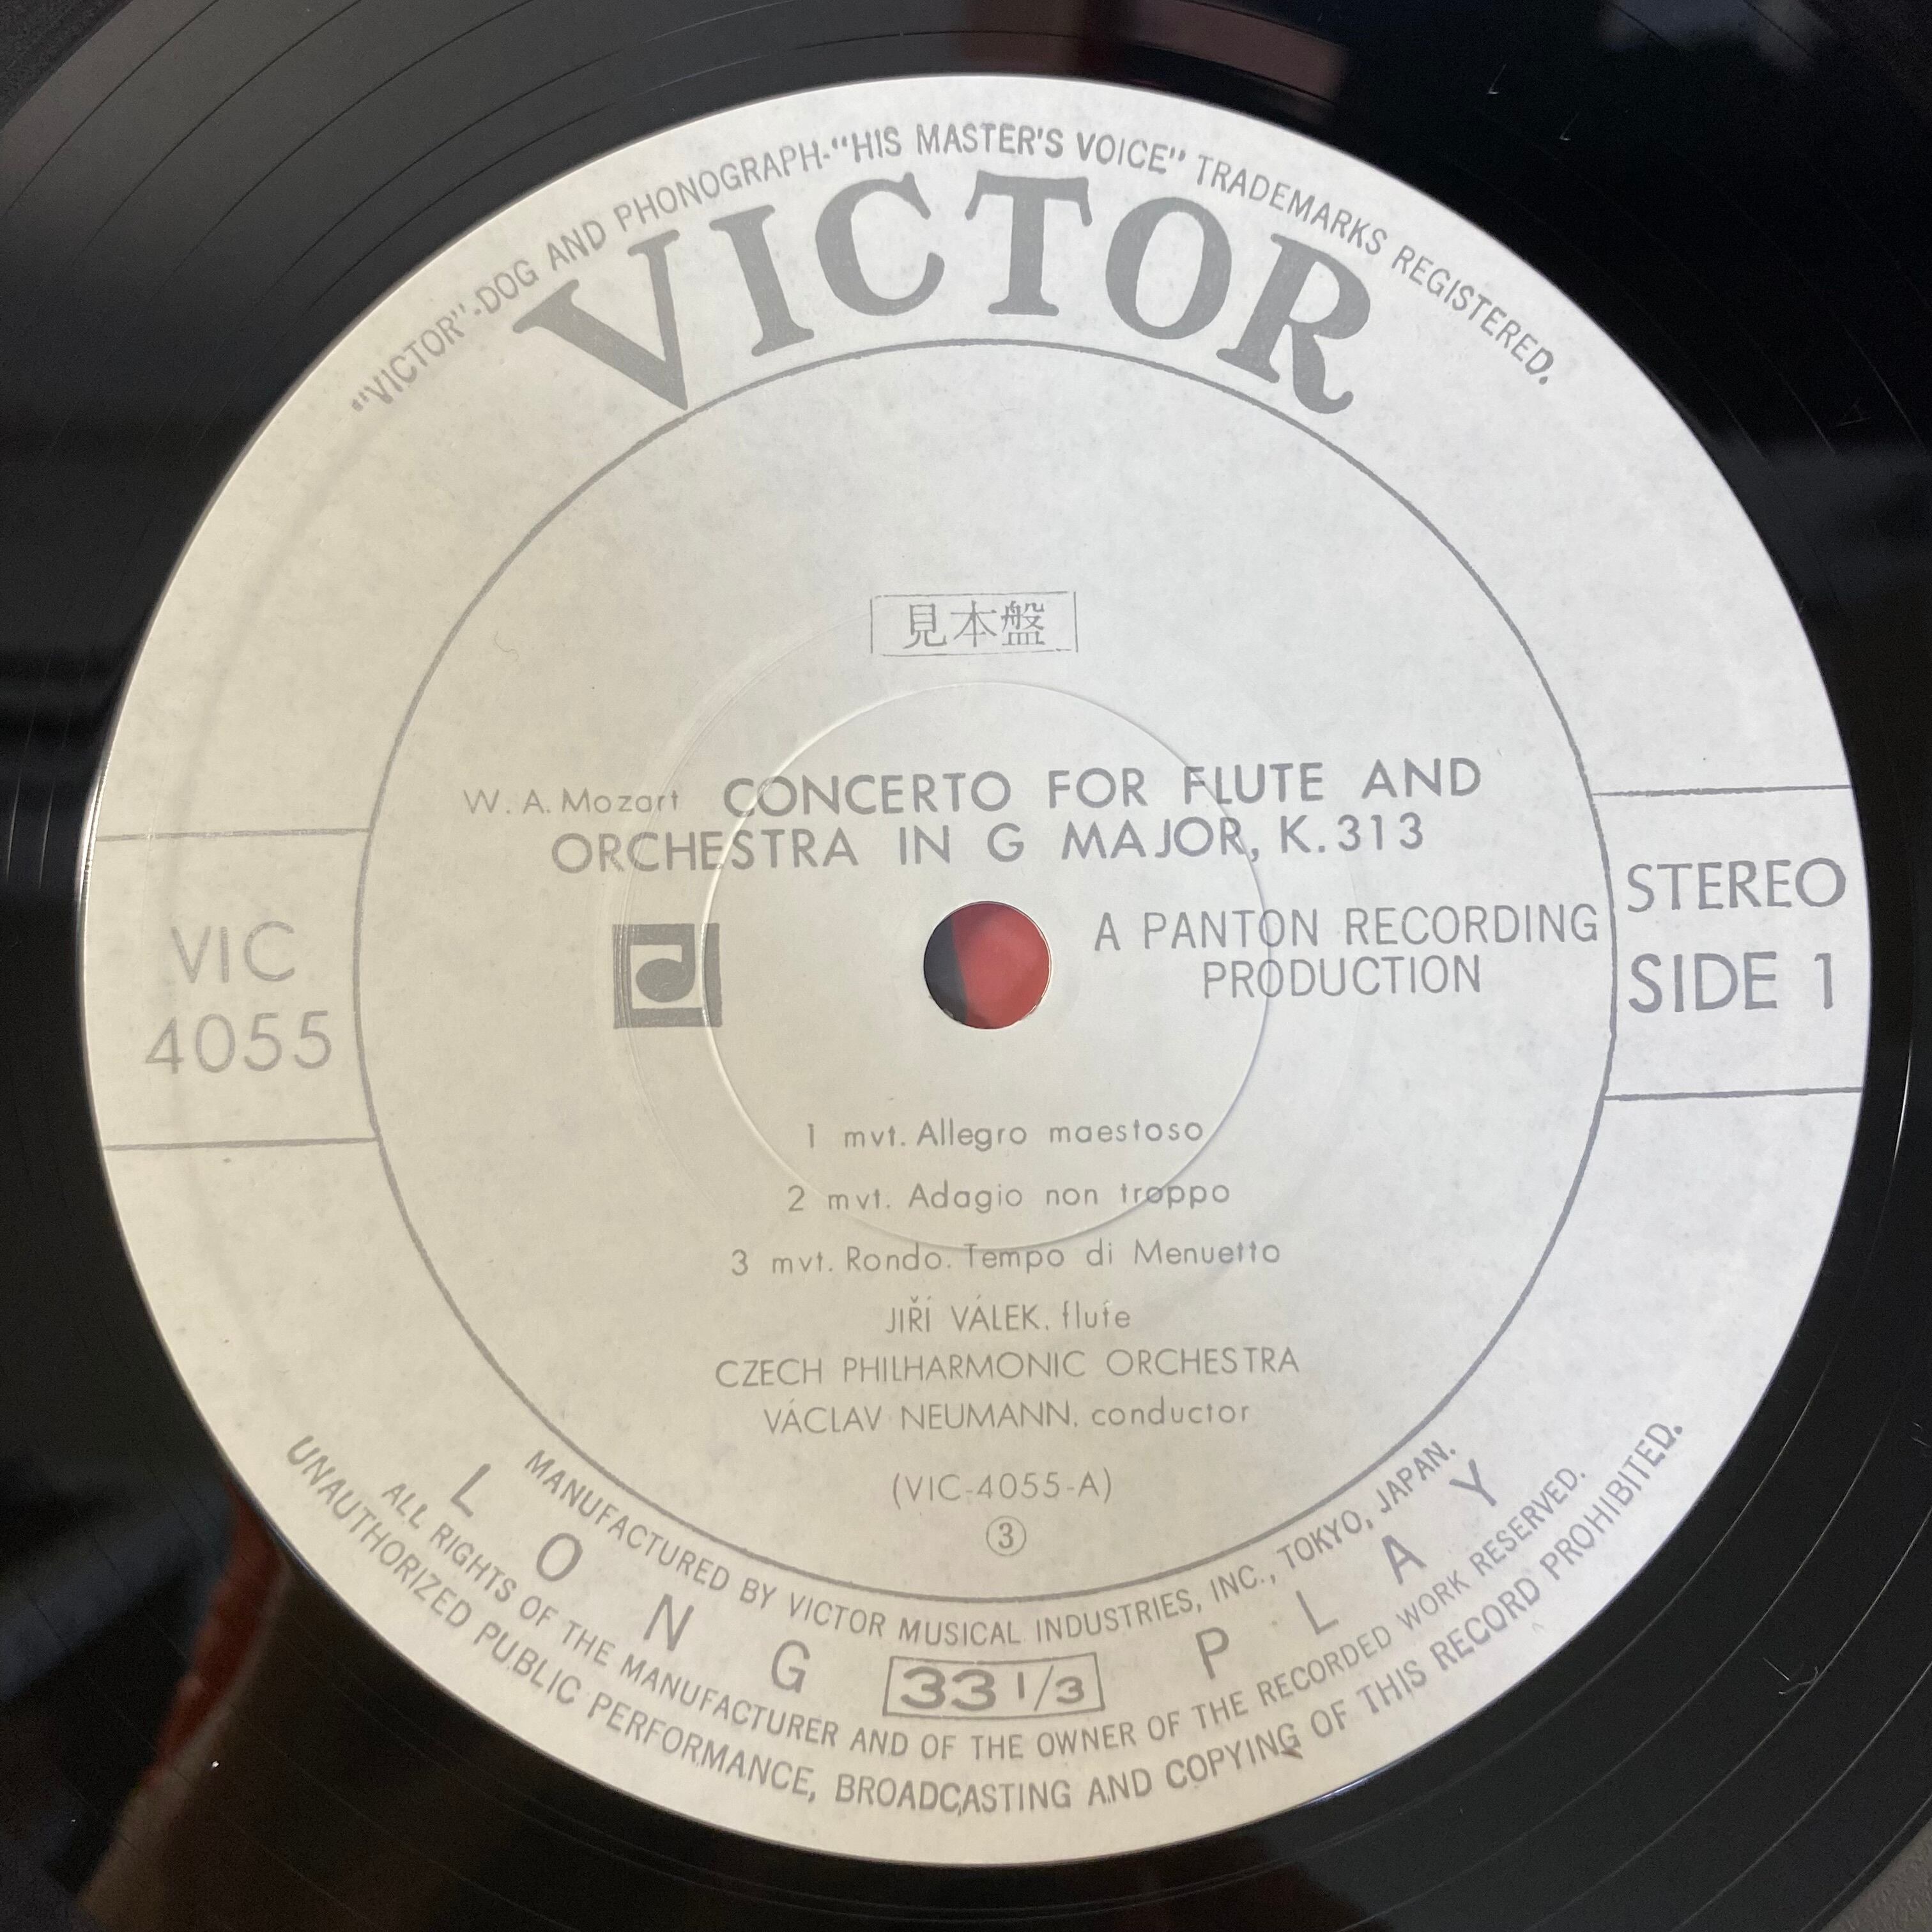 "VICTOR"-DOG AND PHONOGRAPH-"HIS MASTER'S VOICE" TRADEMARKS REGISTERED.
VICTOR
見本盤
W. A. Mozart CONCERTO FOR FLUTE AND
ORCHESTRA IN G MAJOR, K. 313
VIC
4055
A PANTON RECORDING
PRODUCTION
STEREO
SIDE 1
1 mvt. Allegro maestoso
2 mvt. Adagio non troppo
3 mvt. Rondo. Tempo di Menuetto
JIŘÍ VÁLEK. flute
CZECH PHILHARMONIC ORCHESTRA
VÁCLAV NEUMANN. conductor
(VIC-4055-A)
③
MANUFACTURED BY VICTOR MUSICAL INDUSTRIES, INC., TOKYO, JAPAN.
LONG 33 1/3 PLAY
ALL RIGHTS OF THE MANUFACTURER AND OF THE OWNER OF THE RECORDED WORK RESERVED.
UNAUTHORIZED PUBLIC PERFORMANCE, BROADCASTING AND COPYING OF THIS RECORD PROHIBITED.